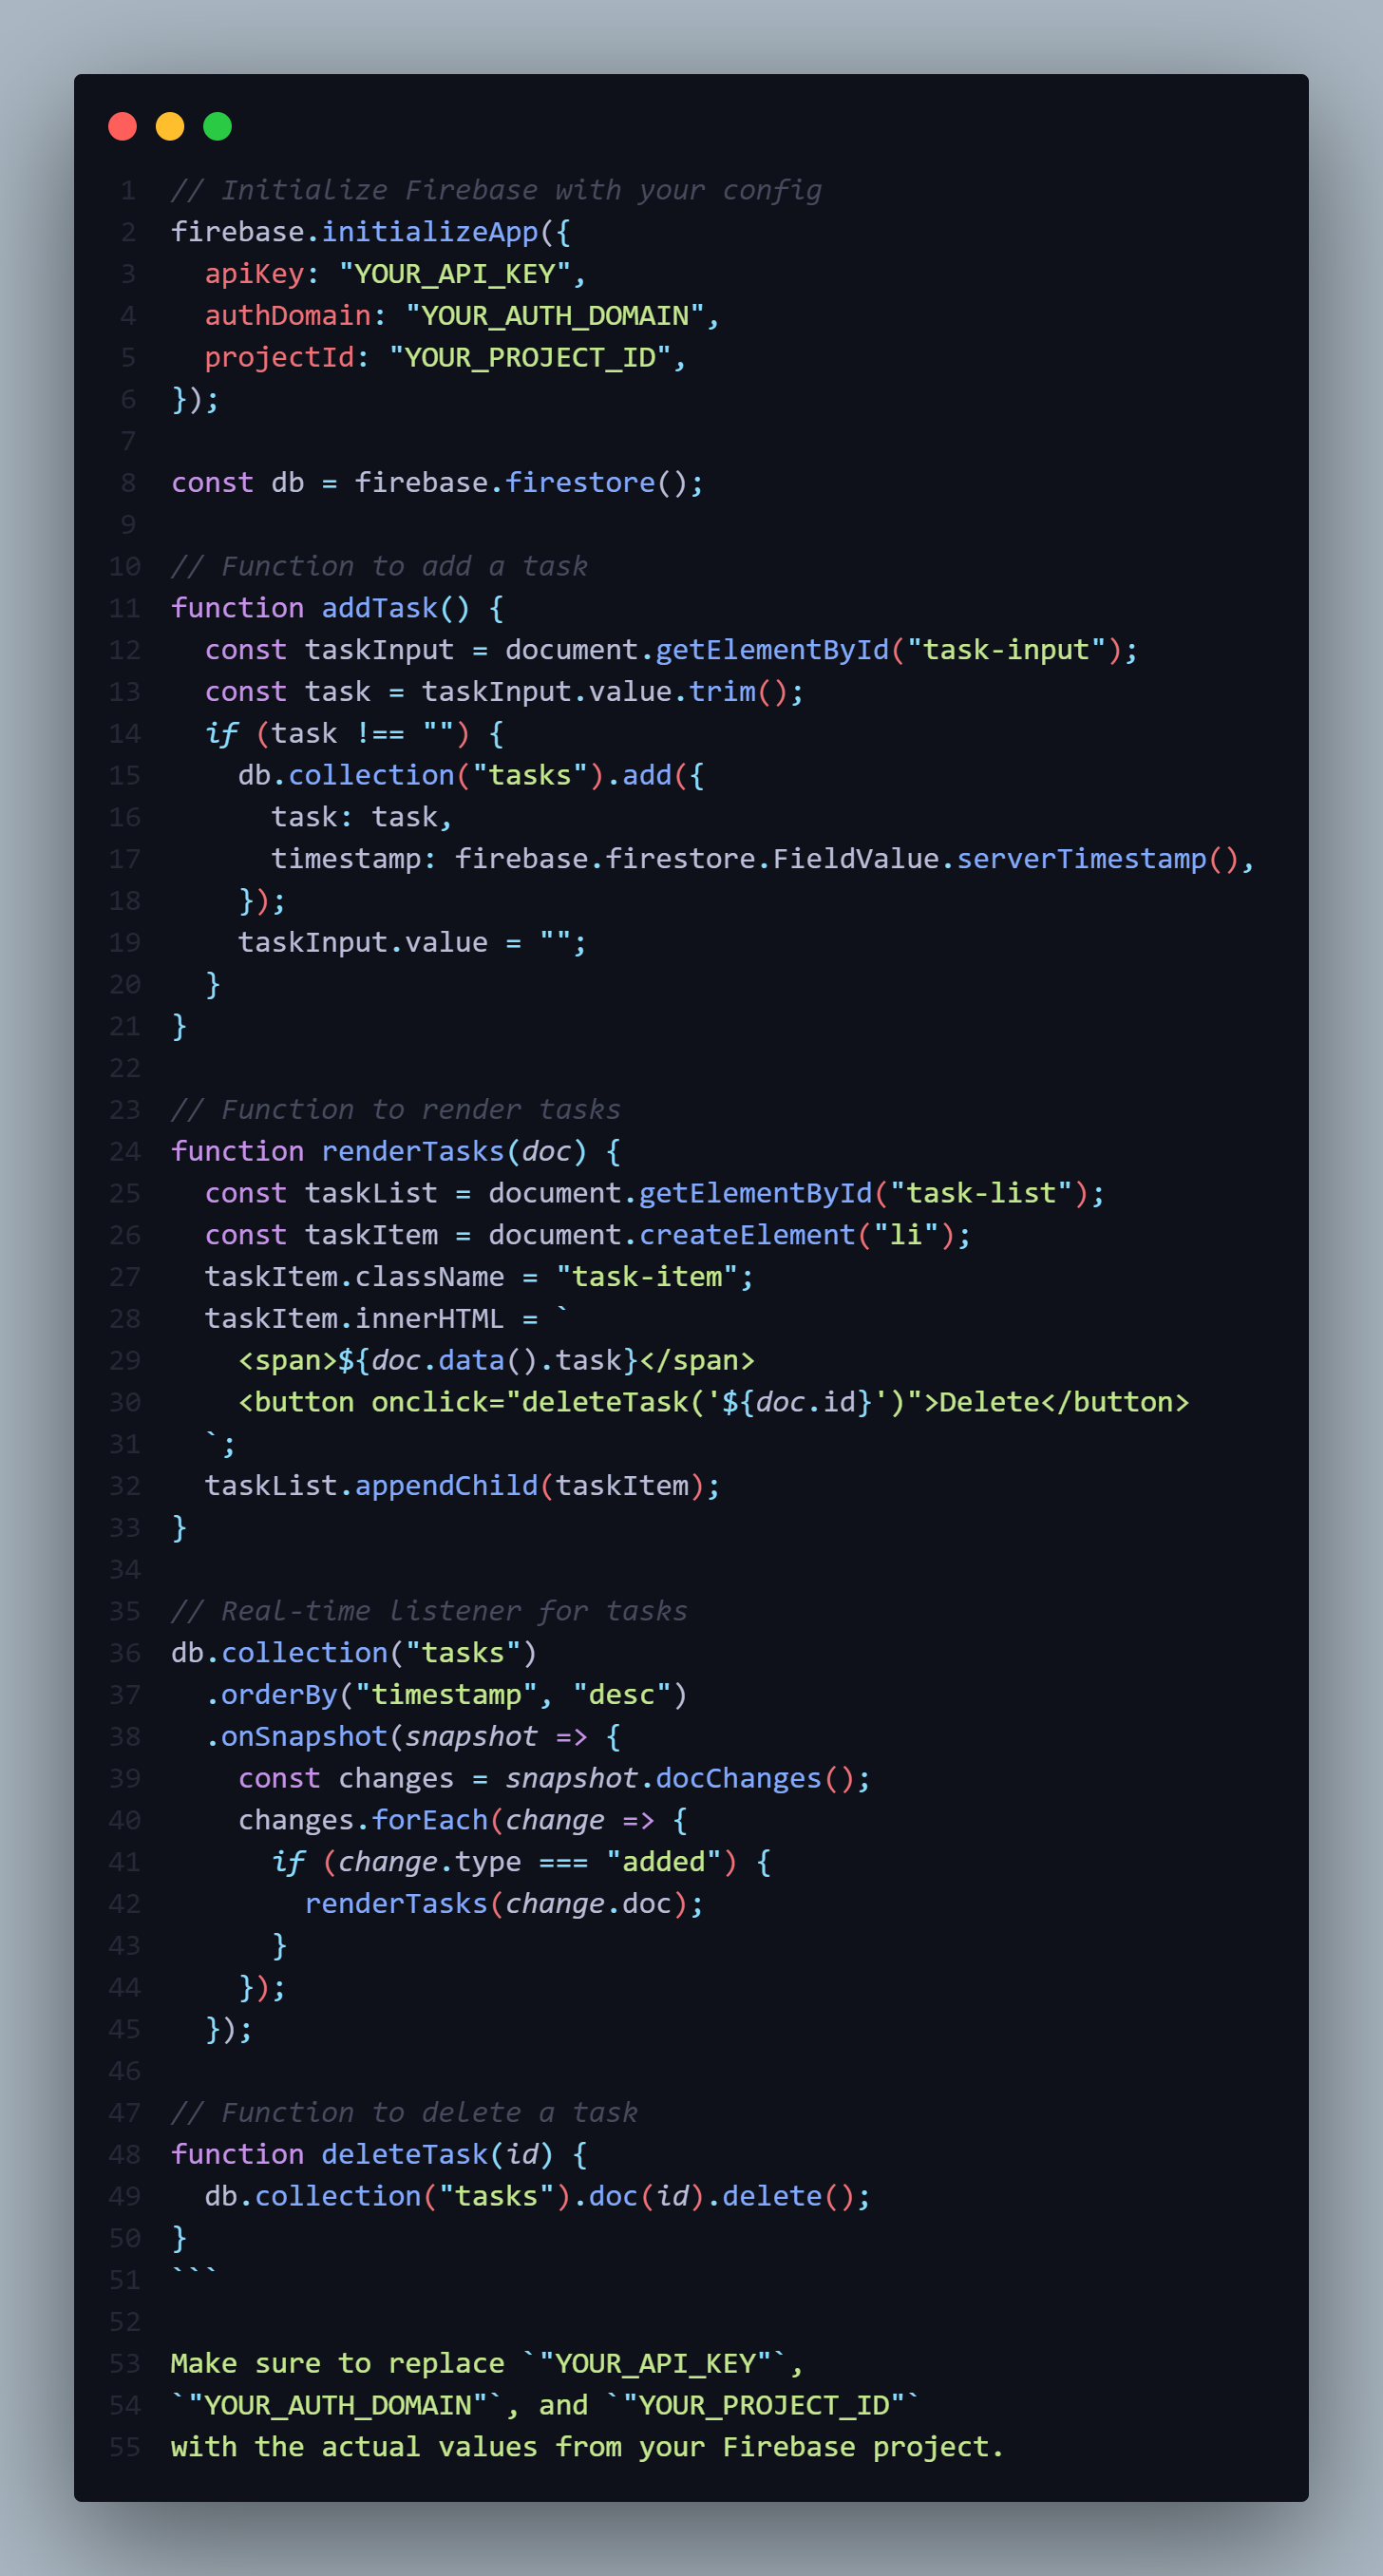 1 // Initialize Firebase with your config
2 firebase.initializeApp({
3   apiKey: "YOUR_API_KEY",
4   authDomain: "YOUR_AUTH_DOMAIN",
5   projectId: "YOUR_PROJECT_ID",
6 });
7
8 const db = firebase.firestore();
9
10 // Function to add a task
11 function addTask() {
12   const taskInput = document.getElementById("task-input");
13   const task = taskInput.value.trim();
14   if (task !== "") {
15     db.collection("tasks").add({
16       task: task,
17       timestamp: firebase.firestore.FieldValue.serverTimestamp(),
18     });
19     taskInput.value = "";
20   }
21 }
22
23 // Function to render tasks
24 function renderTasks(doc) {
25   const taskList = document.getElementById("task-list");
26   const taskItem = document.createElement("li");
27   taskItem.className = "task-item";
28   taskItem.innerHTML = `
29     <span>${doc.data().task}</span>
30     <button onclick="deleteTask('${doc.id}')">Delete</button>
31   `;
32   taskList.appendChild(taskItem);
33 }
34
35 // Real-time listener for tasks
36 db.collection("tasks")
37   .orderBy("timestamp", "desc")
38   .onSnapshot(snapshot => {
39     const changes = snapshot.docChanges();
40     changes.forEach(change => {
41       if (change.type === "added") {
42         renderTasks(change.doc);
43       }
44     });
45   });
46
47 // Function to delete a task
48 function deleteTask(id) {
49   db.collection("tasks").doc(id).delete();
50 }
51 ```
52
53 Make sure to replace `"YOUR_API_KEY"`,
54 `"YOUR_AUTH_DOMAIN"`, and `"YOUR_PROJECT_ID"`
55 with the actual values from your Firebase project.